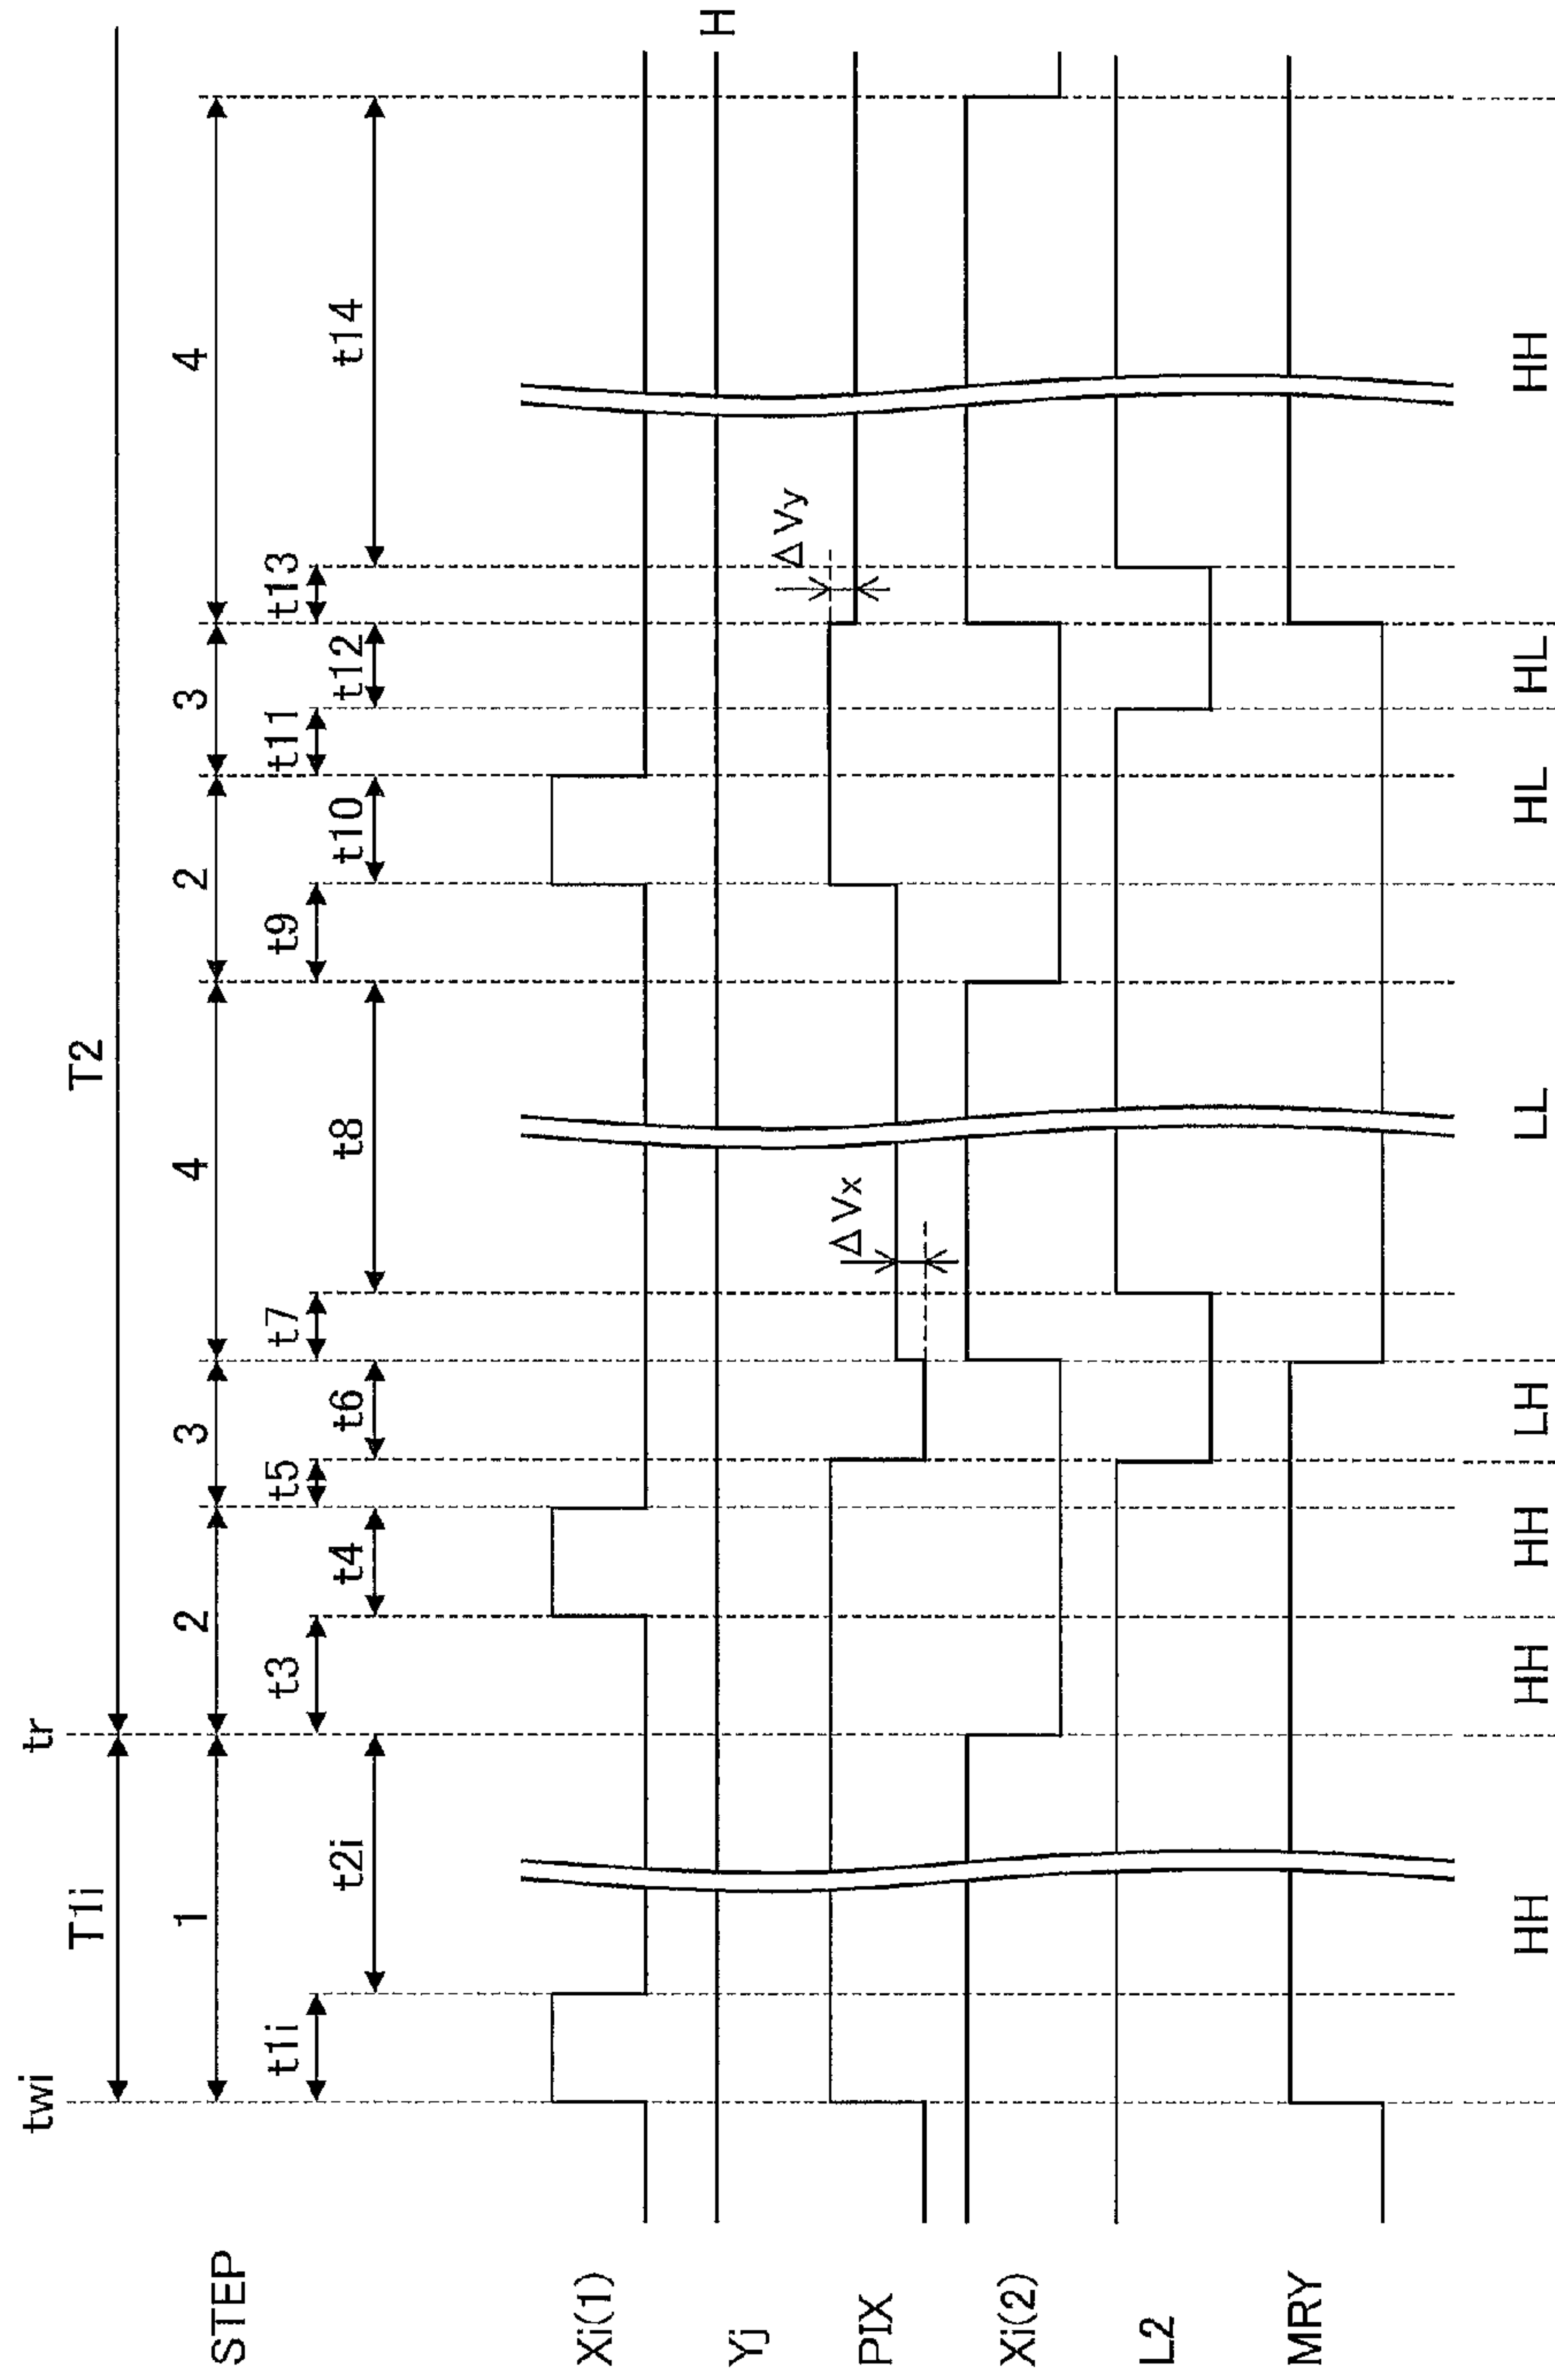 twi tr
T1i T2
STEP 1 2 3 4 2 3 4
t1i t3 t5 t7 t9 t11 t13
t2i t4 t6 t8 t10 t12 t14
Xi(1)
Yj H
PIX ΔVx ΔVy
Xi(2)
L2
MRY
HH HH HH LH LL HL HL HH